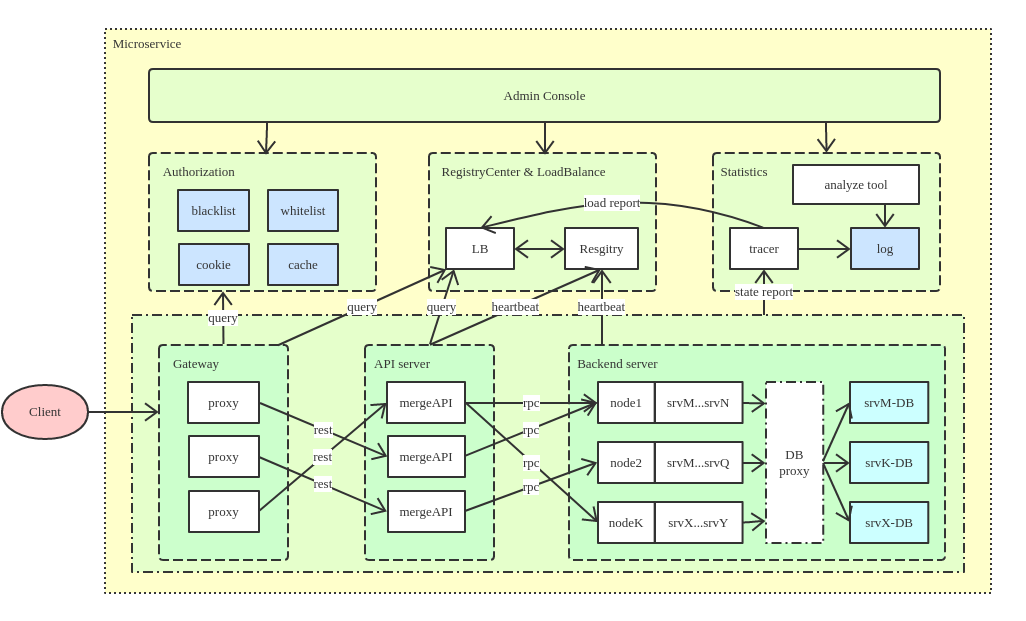 Microservice
Admin Console
Authorization
blacklist
whitelist
cookie
cache
RegistryCenter & LoadBalance
load report
LB
Resgitry
Statistics
analyze tool
tracer
log
state report
query
query
query
heartbeat
heartbeat
Client
Gateway
proxy
proxy
proxy
rest
rest
rest
API server
mergeAPI
mergeAPI
mergeAPI
rpc
rpc
rpc
rpc
Backend server
node1
srvM...srvN
node2
srvM...srvQ
nodeK
srvX...srvY
DB
proxy
srvM-DB
srvK-DB
srvX-DB